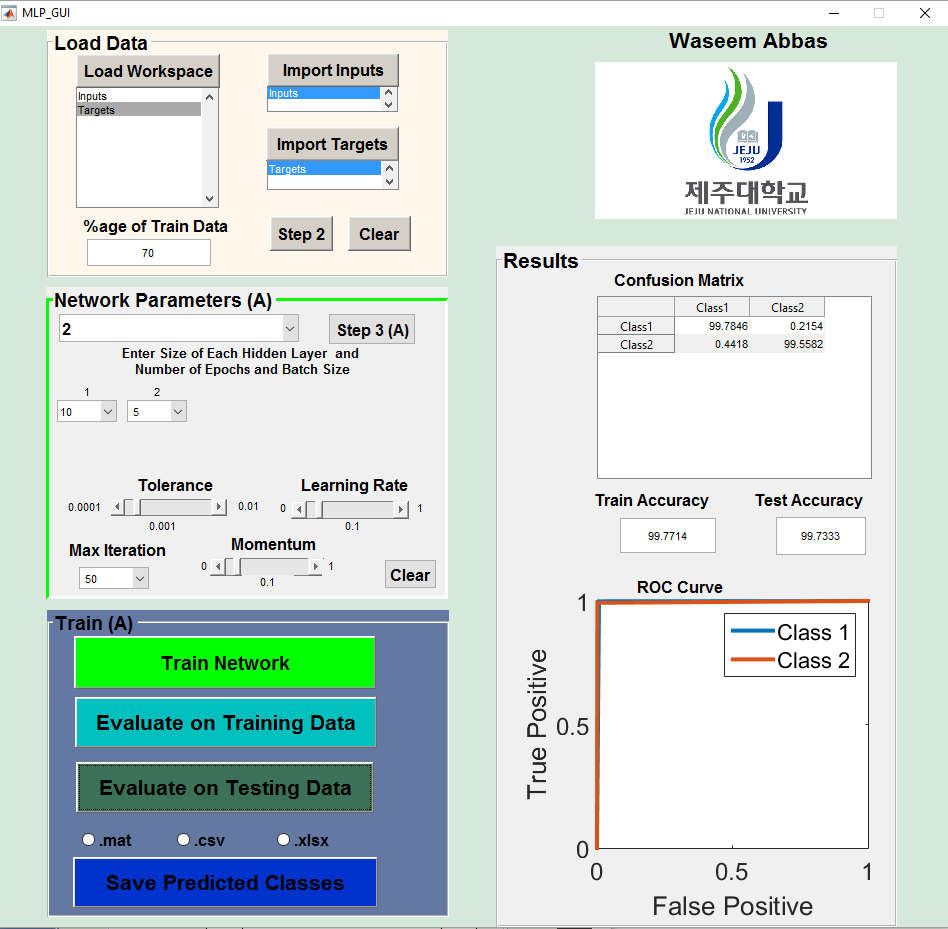 MLP_GUI
Load Data
Load Workspace
Inputs
Targets
Import Inputs
Inputs
Import Targets
Targets
%age of Train Data
70
Step 2
Clear
Waseem Abbas
JEJU
1952
제주대학교
JEJU NATIONAL UNIVERSITY
Network Parameters (A)
2
Step 3 (A)
Enter Size of Each Hidden Layer and
Number of Epochs and Batch Size
1 2
10 5
Tolerance
0.0001 0.01
0.001
Learning Rate
0 1
0.1
Max Iteration
50
Momentum
0 1
0.1
Clear
Train (A)
Train Network
Evaluate on Training Data
Evaluate on Testing Data
.mat .csv .xlsx
Save Predicted Classes
Results
Confusion Matrix
Class1 Class2
Class1 99.7846 0.2154
Class2 0.4418 99.5582
Train Accuracy Test Accuracy
99.7714 99.7333
ROC Curve
1
0.5
0
True Positive
Class 1
Class 2
0 0.5 1
False Positive